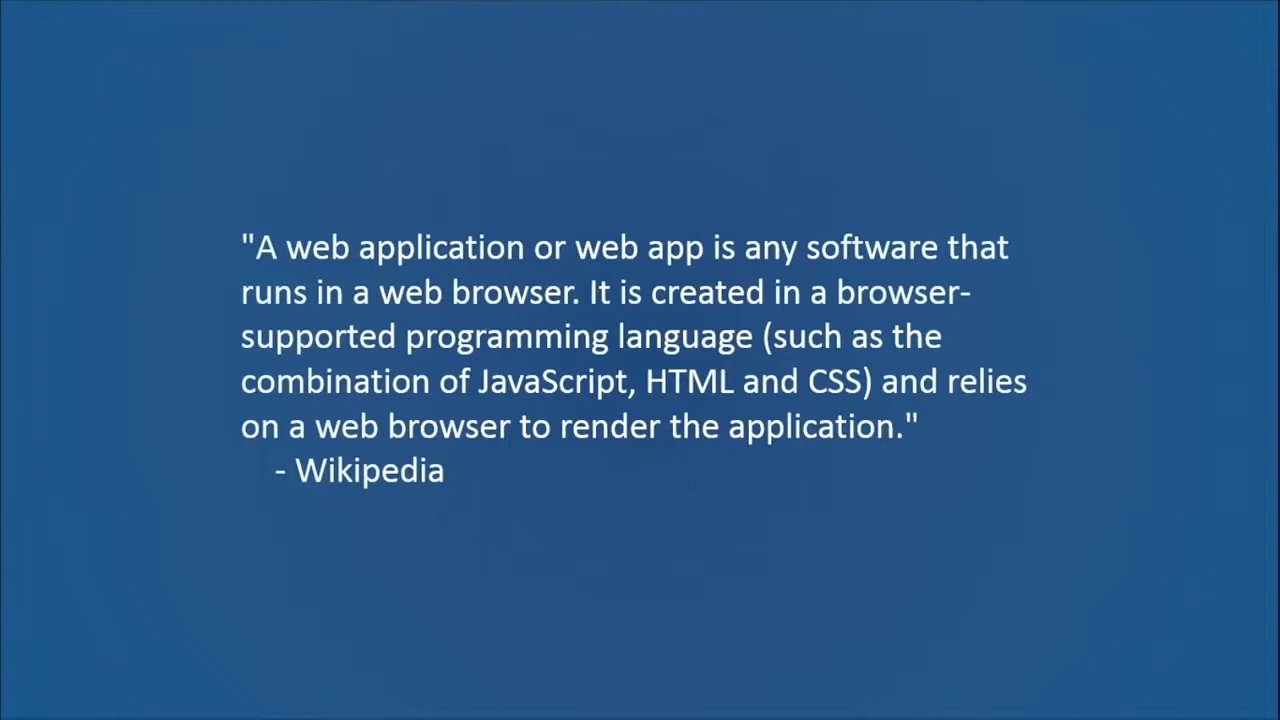 "A web application or web app is any software that
runs in a web browser. It is created in a browser-
supported programming language (such as the
combination of JavaScript, HTML and CSS) and relies
on a web browser to render the application."
- Wikipedia